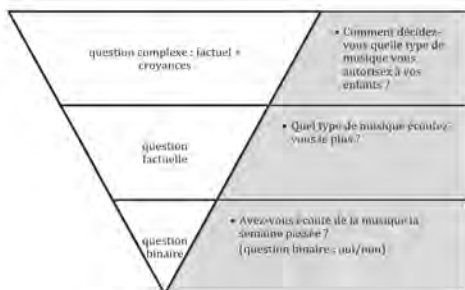 question complexe : factuel +
croyances
• Comment décidez-
vous quelle type de
musique vous
autorisez à vos
enfants ?
question
factuelle
• Quel type de musique écoutez-
vous le plus ?
question
binaire
• Avez-vous écouté de la musique la
semaine passée ?
(question binaire : oui/non)